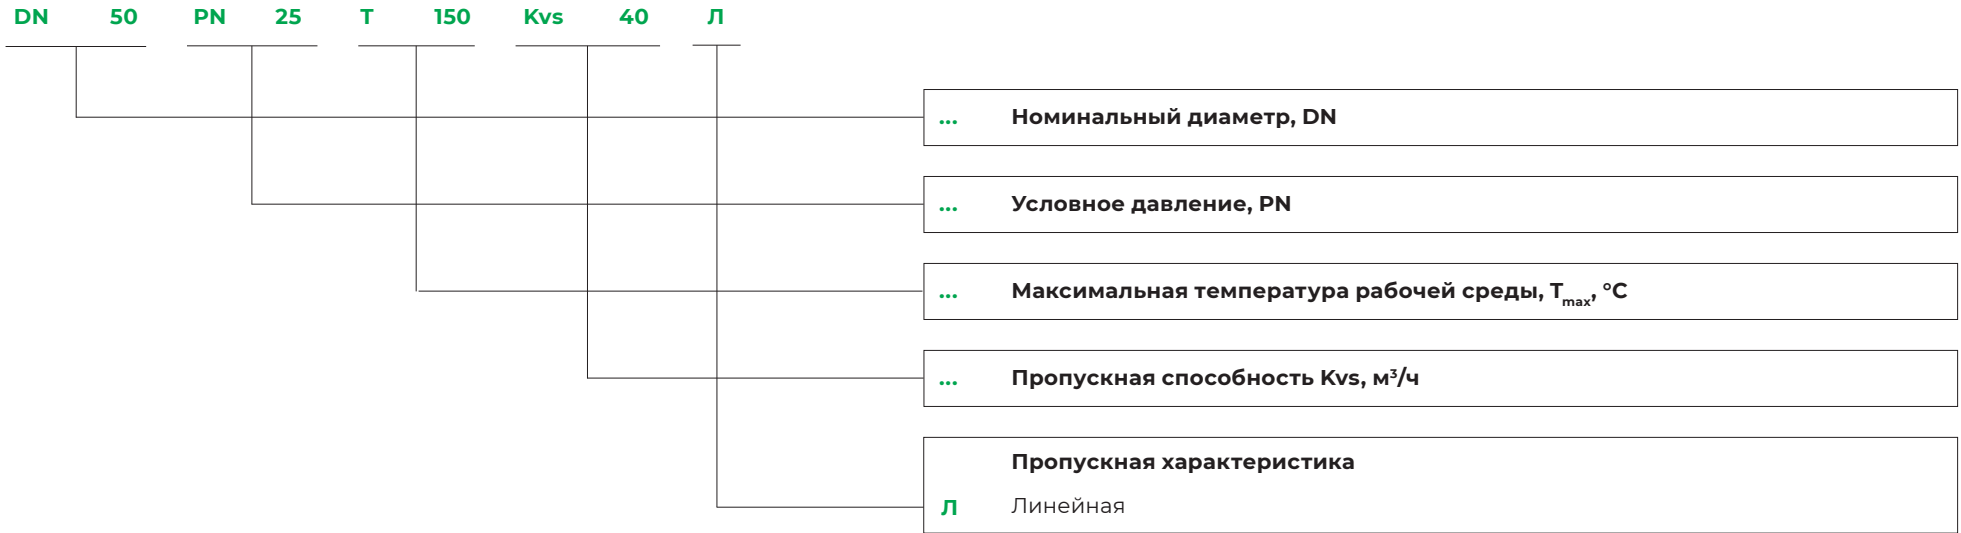 DN 50 PN 25 T 150 Kvs 40 Л
... Номинальный диаметр, DN
... Условное давление, PN
... Максимальная температура рабочей среды, Tmax, °C
... Пропускная способность Kvs, м³/ч
Пропускная характеристика
Л Линейная